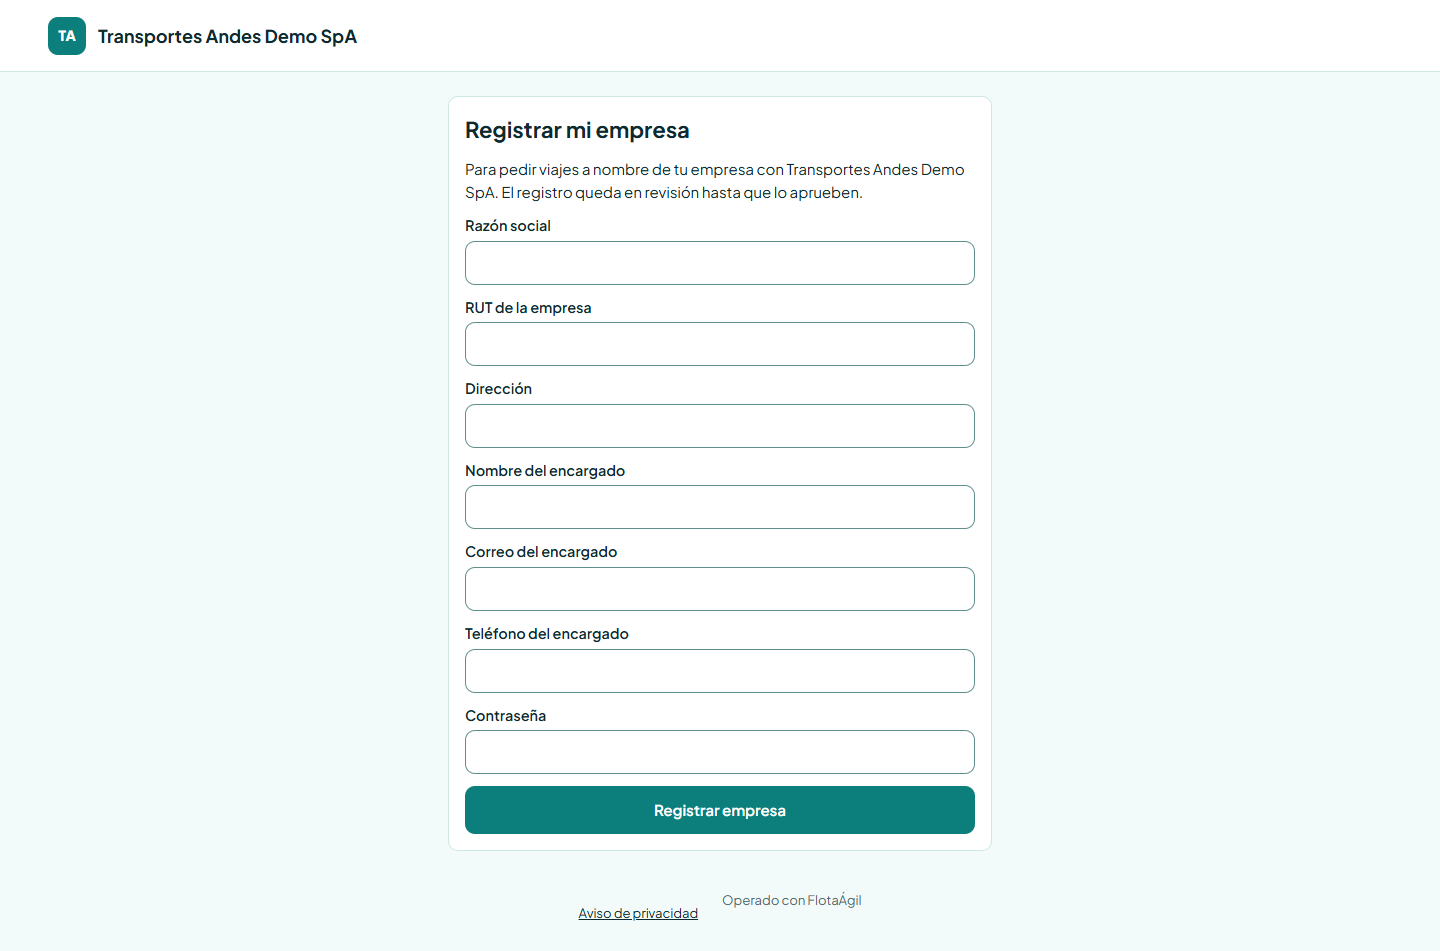 TA
Transportes Andes Demo SpA
Registrar mi empresa
Para pedir viajes a nombre de tu empresa con Transportes Andes Demo
SpA. El registro queda en revisión hasta que lo aprueben.
Razón social
RUT de la empresa
Dirección
Nombre del encargado
Correo del encargado
Teléfono del encargado
Contraseña
Registrar empresa
Aviso de privacidad
Operado con FlotaÁgil